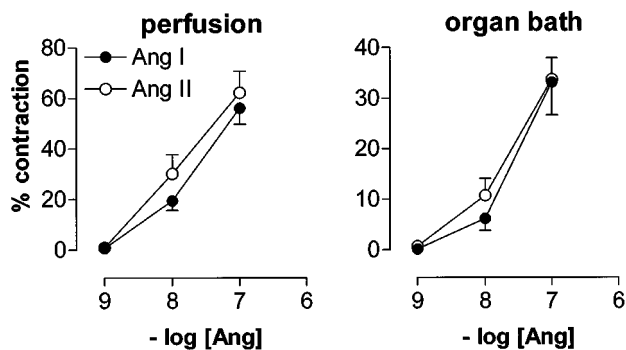 perfusion
organ bath
Ang I
Ang II
% contraction
80
60
40
20
0
40
30
20
10
0
9 8 7 6
9 8 7 6
- log [Ang]
- log [Ang]